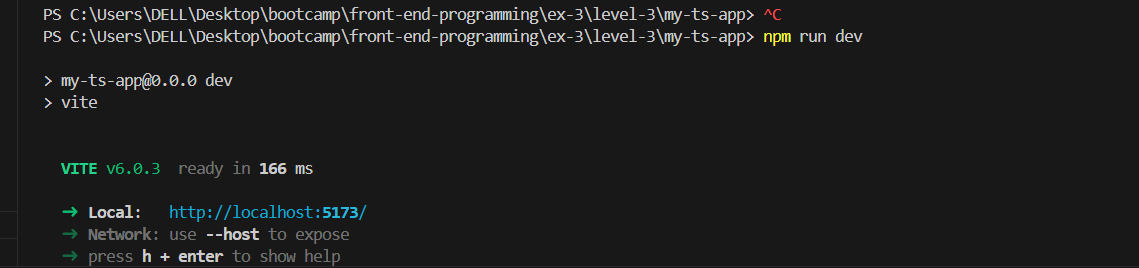 PS C:\Users\DELL\Desktop\bootcamp\front-end-programming\ex-3\level-3\my-ts-app> ^C
PS C:\Users\DELL\Desktop\bootcamp\front-end-programming\ex-3\level-3\my-ts-app> npm run dev
> my-ts-app@0.0.0 dev
> vite
VITE v6.0.3 ready in 166 ms
➜ Local: http://localhost:5173/
➜ Network: use --host to expose
➜ press h + enter to show help